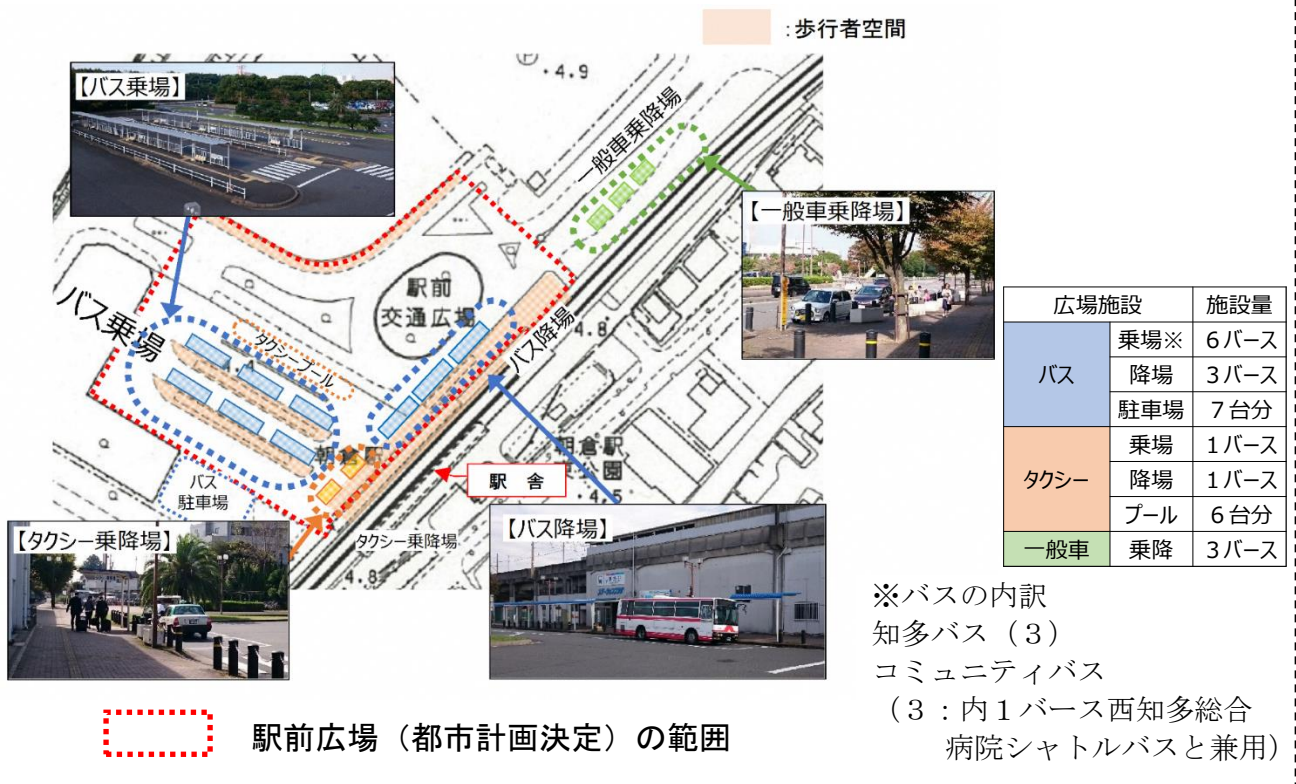 ：歩行者空間
【バス乗場】
Ⓟ
.4.9
一般車乗降場
【一般車乗降場】
駅前
交通広場
バス乗場
タクシープール
バス降場
4.8
朝倉駅
バス
駐車場
朝倉駅
公園
.4.5
駅 舎
タクシー乗降場
4.8
【タクシー乗降場】
【バス降場】
広場施設 施設量
バス 乗場※ 6バース
降場 3バース
駐車場 7台分
タクシー 乗場 1バース
降場 1バース
プール 6台分
一般車 乗降 3バース
※バスの内訳
知多バス（３）
コミュニティバス
（３：内１バース西知多総合
病院シャトルバスと兼用）
駅前広場（都市計画決定）の範囲